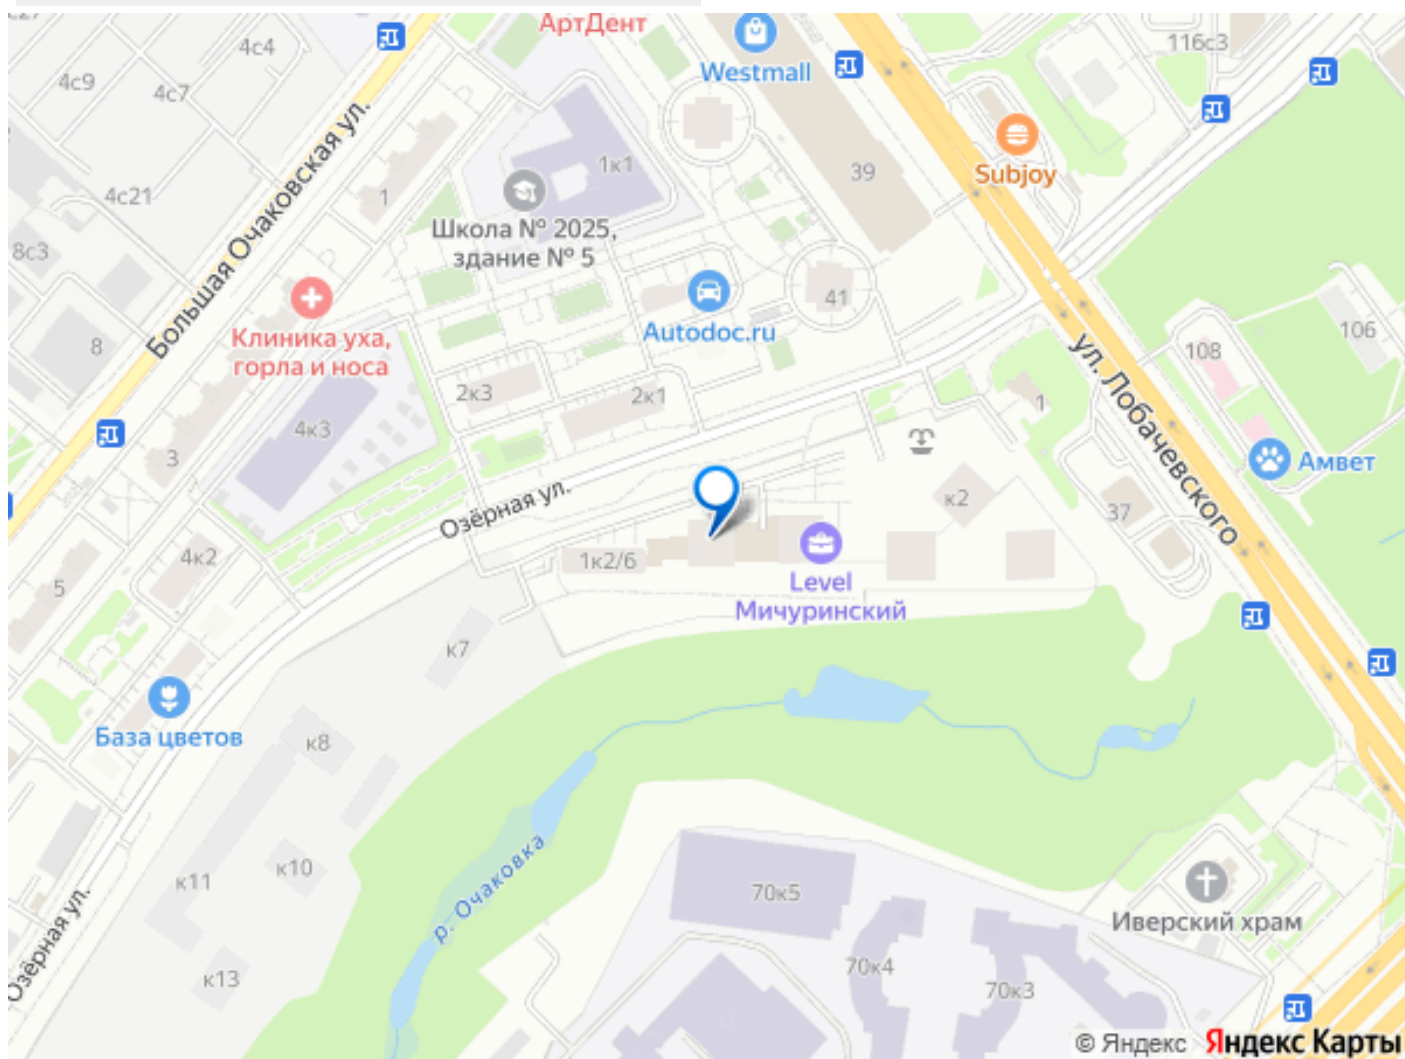 АртДент
4с4
4с9
4с7
Westmall
116с3
Subjoy
39
1к1
4с21
1
Школа № 2025,
здание № 5
8с3
Большая Очаковская ул.
41
Autodoc.ru
Клиника уха,
горла и носа
8
106
108
ул. Лобачевского
2к3
2к1
1
4к3
3
Амвет
к2
37
Озёрная ул.
1к2/6
Level
Мичуринский
4к2
5
к7
База цветов
к8
к10
к11
р. Очаковка
70к5
Иверский храм
Озёрная ул.
к13
70к4
70к3
© Яндекс Яндекс Карты